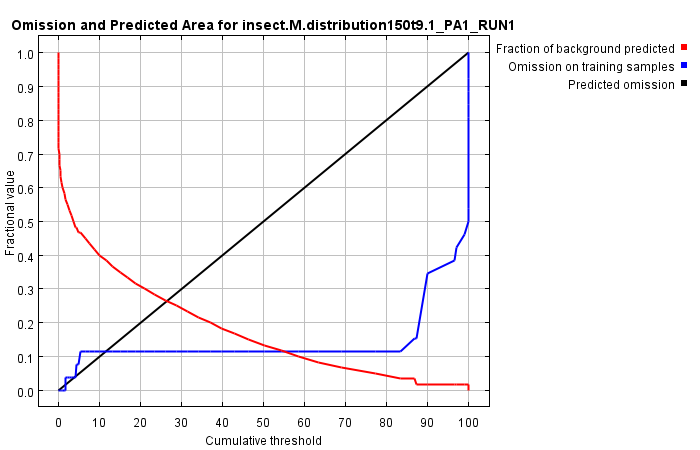 Omission and Predicted Area for insect.M.distribution150t9.1_PA1_RUN1
Fraction of background predicted
Omission on training samples
Predicted omission
Fractional value
1.0
0.9
0.8
0.7
0.6
0.5
0.4
0.3
0.2
0.1
0.0
0 10 20 30 40 50 60 70 80 90 100
Cumulative threshold